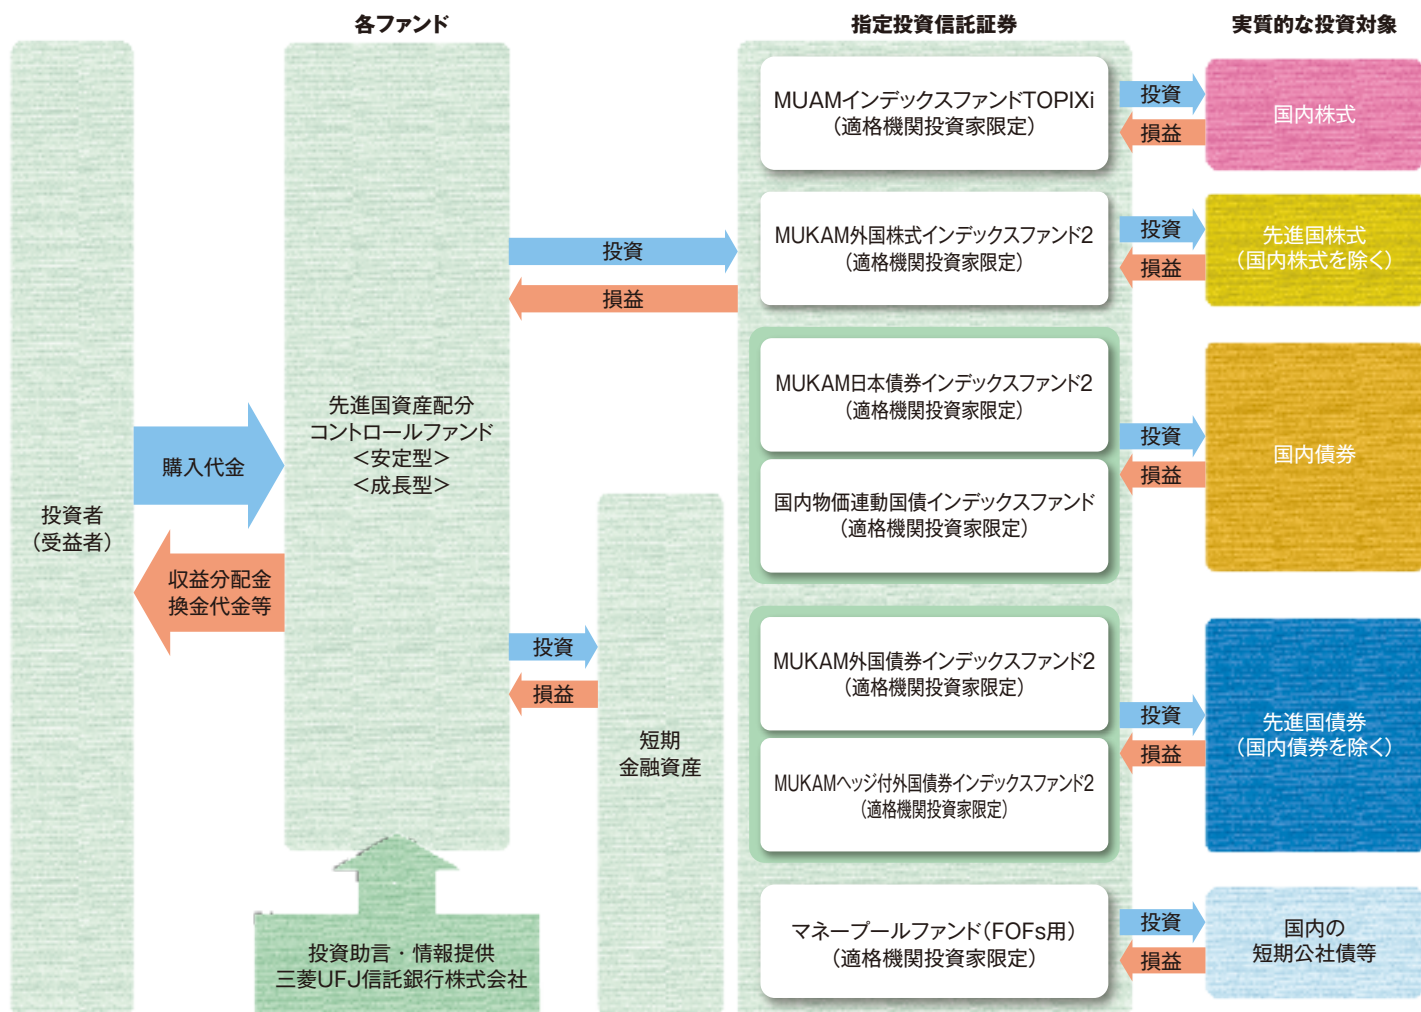 各ファンド
指定投資信託証券
実質的な投資対象
投資者
(受益者)
購入代金
収益分配金
換金代金等
先進国資産配分
コントロールファンド
<安定型>
<成長型>
投資助言・情報提供
三菱UFJ信託銀行株式会社
投資
損益
投資
損益
短期
金融資産
MUAMインデックスファンドTOPIXi
(適格機関投資家限定)
投資
損益
国内株式
MUKAM外国株式インデックスファンド2
(適格機関投資家限定)
投資
損益
先進国株式
(国内株式を除く)
MUKAM日本債券インデックスファンド2
(適格機関投資家限定)
国内物価連動国債インデックスファンド
(適格機関投資家限定)
投資
損益
国内債券
MUKAM外国債券インデックスファンド2
(適格機関投資家限定)
MUKAMヘッジ付外国債券インデックスファンド2
(適格機関投資家限定)
投資
損益
先進国債券
(国内債券を除く)
マネープールファンド(FOFs用)
(適格機関投資家限定)
投資
損益
国内の
短期公社債等